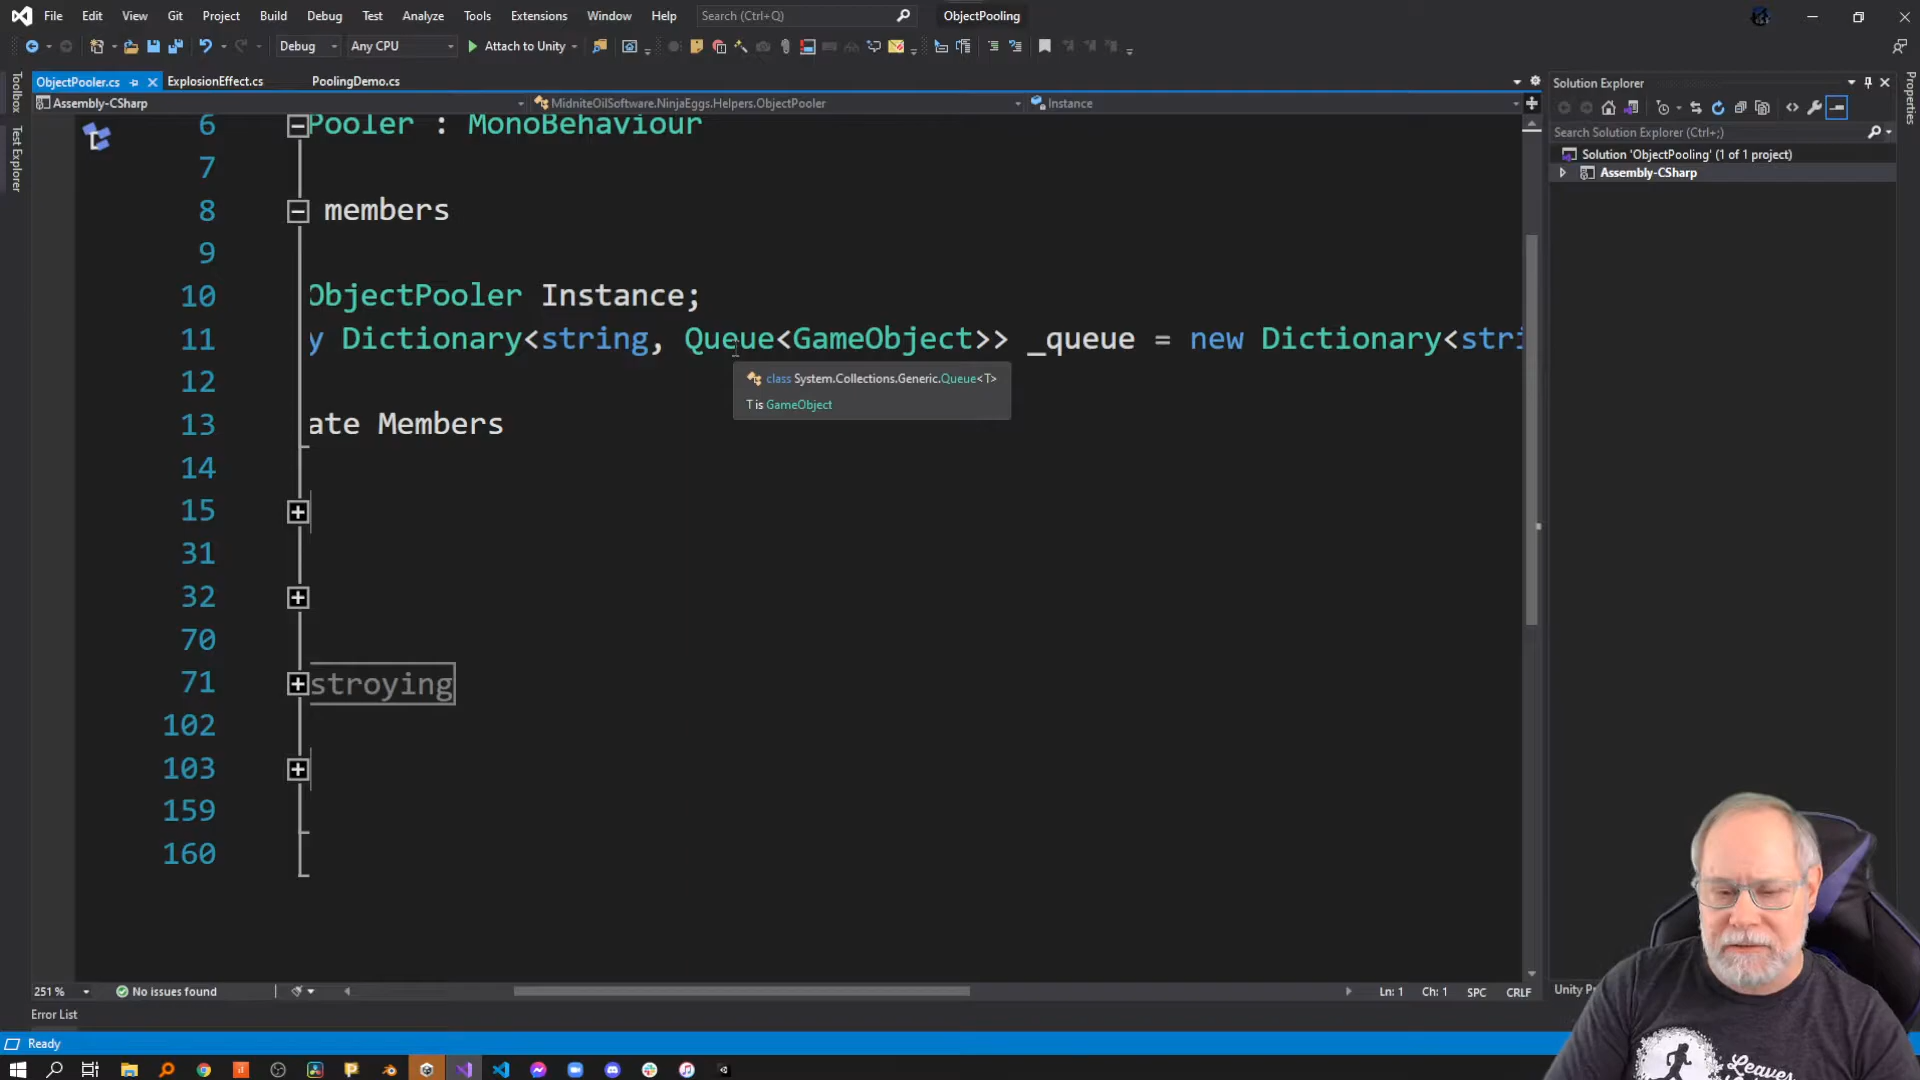 File Edit View Git Project Build Debug Test Analyze Tools Extensions Window Help Search (Ctrl+Q) ObjectPooling
Debug Any CPU Attach to Unity
ObjectPooler.cs ExplosionEffect.cs PoolingDemo.cs
Assembly-CSharp MidniteOilSoftware.NinjaEggs.Helpers.ObjectPooler Instance
6 Pooler : MonoBehaviour
7
8 members
9
10 ObjectPooler Instance;
11 y Dictionary<string, Queue<GameObject>> _queue = new Dictionary<stri
class System.Collections.Generic.Queue<T>
T is GameObject
12
13 ate Members
14
15
31
32
70
71 stroying
102
103
159
160
251 % No issues found Ln: 1 Ch: 1 SPC CRLF
Error List
Ready
Toolbox
Test Explorer
Solution Explorer
Search Solution Explorer (Ctrl+;)
Solution 'ObjectPooling' (1 of 1 project)
Assembly-CSharp
Properties
Unity
Leaves